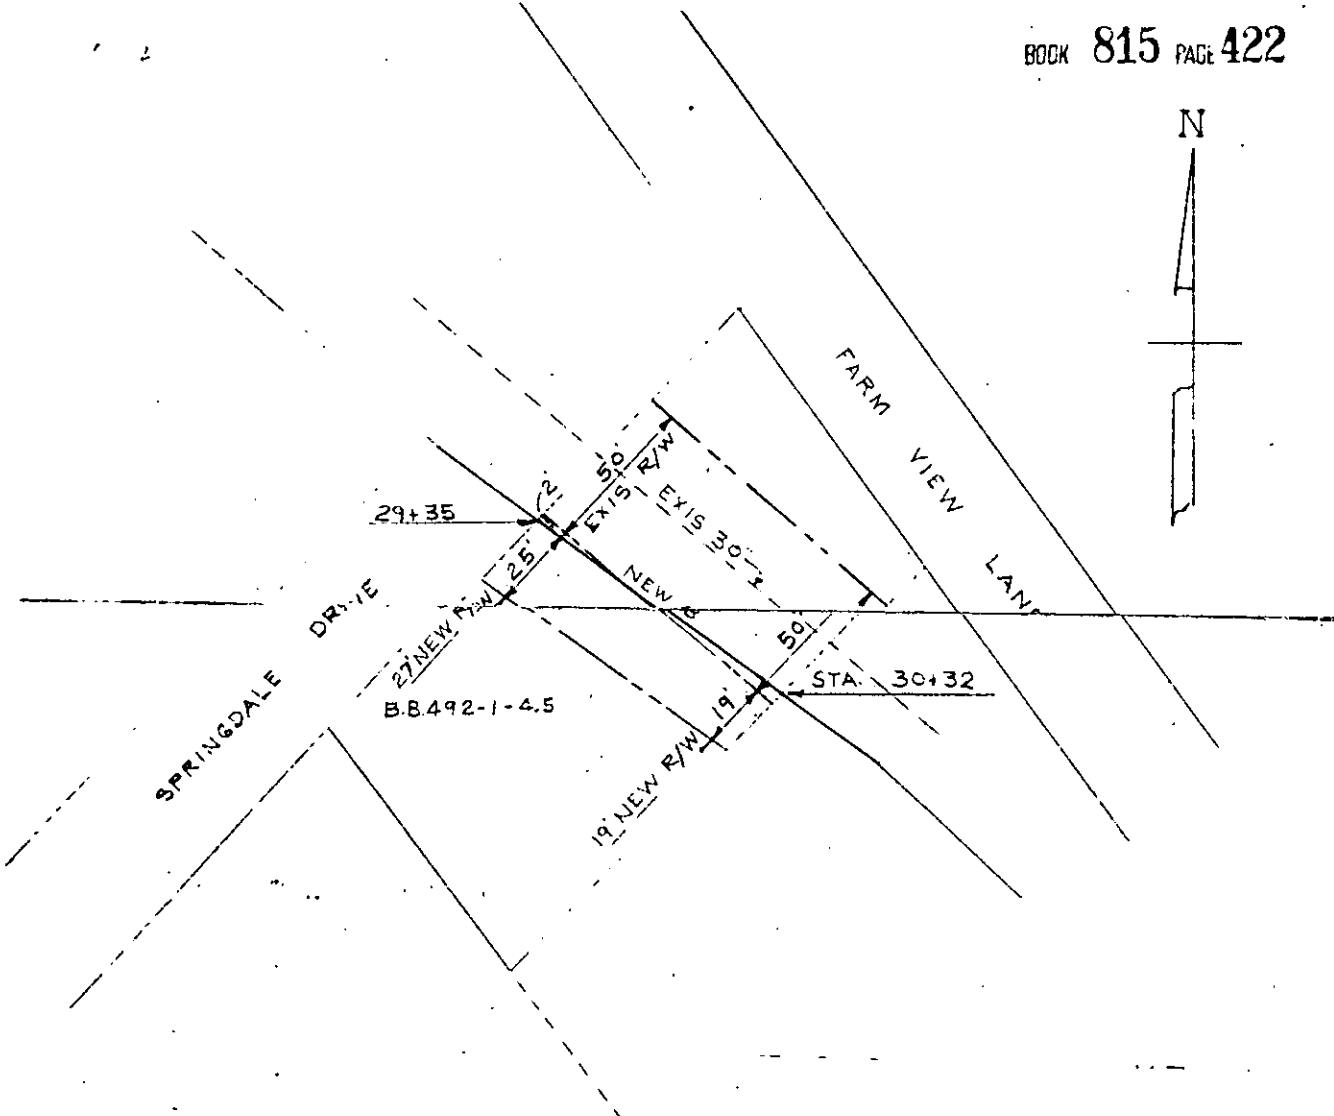 BOOK 815 PAGE 422
N
FARM VIEW LANE
50'
EXIS R/W
2'
29+35
EXIS 30'
25'
NEW ℄
27' NEW R/W
DRIVE
SPRINGDALE
B.B.492-1-4.5
50'
STA. 30+32
19'
19' NEW R/W